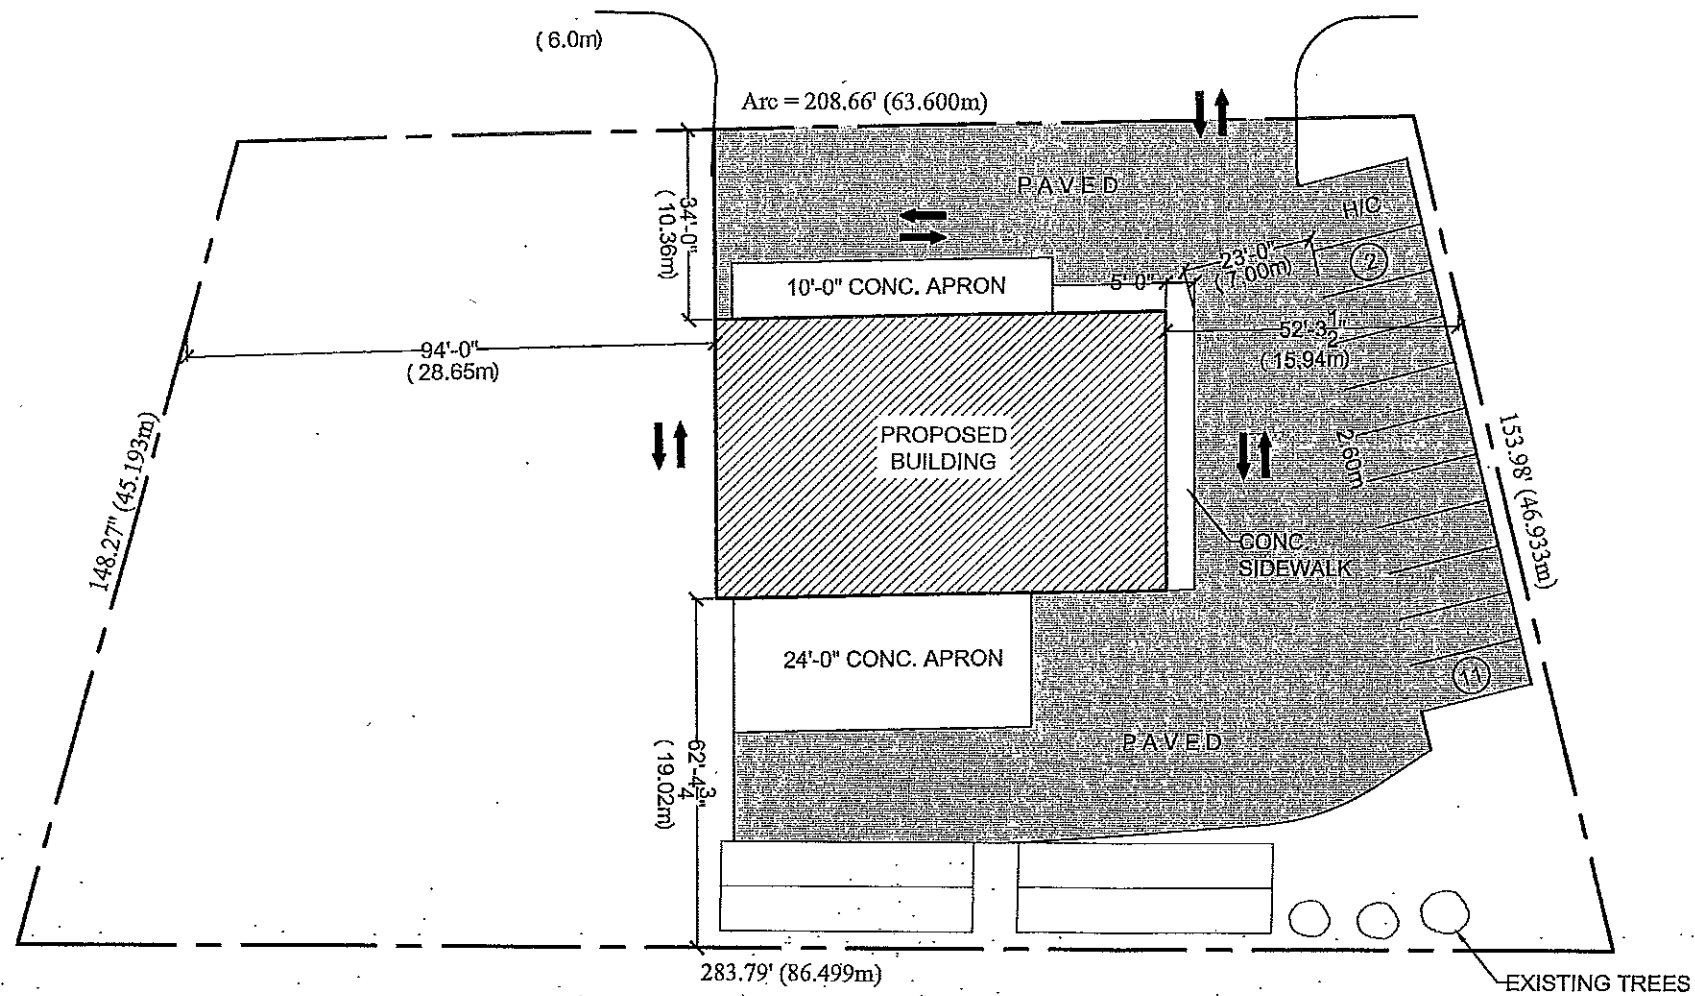 ( 6.0m)
Arc = 208.66' (63.600m)
PAVED
H/C
34'-0"
( 10.36m)
23'-0"
( 7.00m)
2
10'-0" CONC. APRON
5'-0"
52'-3 1/2"
( 15.94m)
94'-0"
( 28.65m)
148.27" (45.193m)
PROPOSED
BUILDING
2.60m
153.98' (46.933m)
CONC
SIDEWALK
24'-0" CONC. APRON
11
PAVED
62'-4 3/4"
( 19.02m)
283.79' (86.499m)
EXISTING TREES